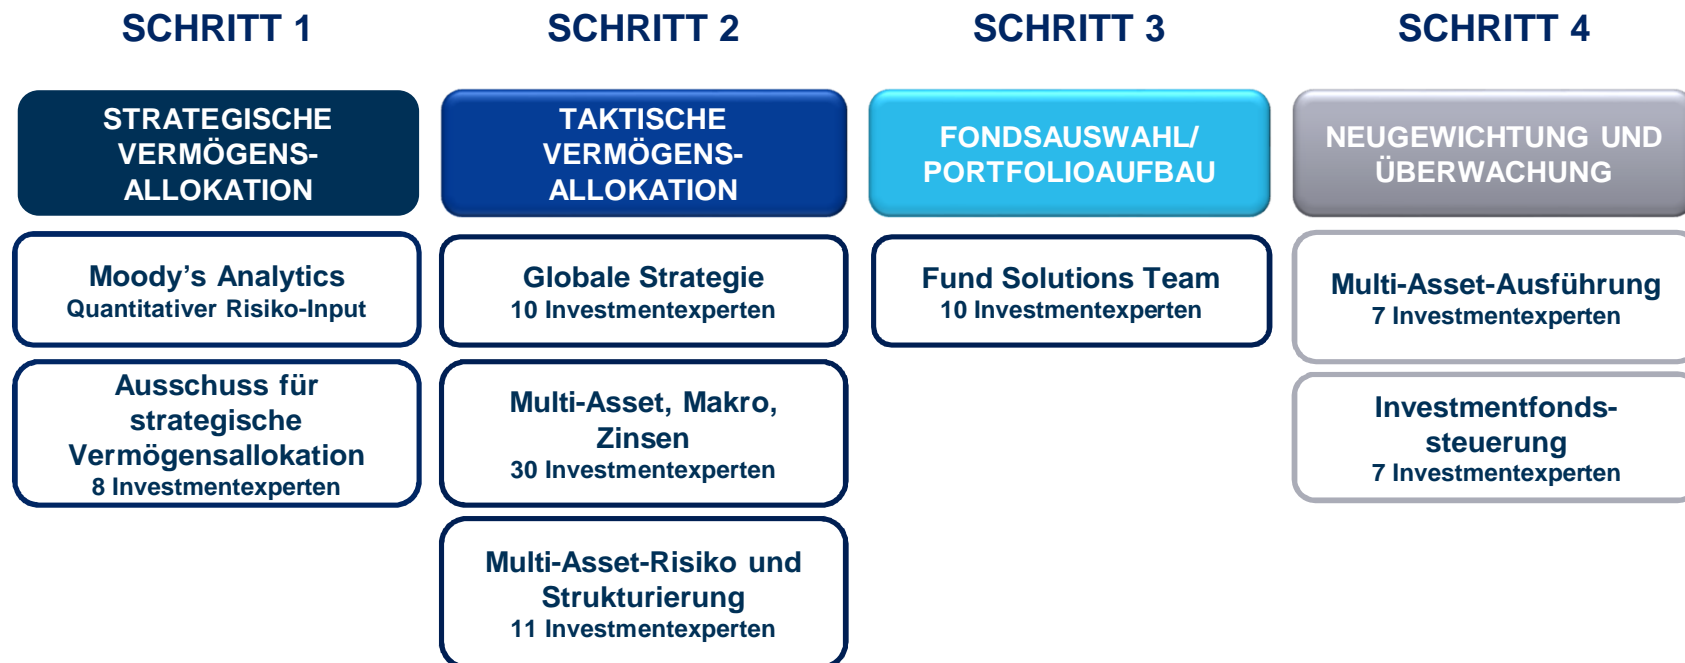 SCHRITT 1
SCHRITT 2
SCHRITT 3
SCHRITT 4
STRATEGISCHE
VERMÖGENS-
ALLOKATION
TAKTISCHE
VERMÖGENS-
ALLOKATION
FONDSAUSWAHL/
PORTFOLIOAUFBAU
NEUGEWICHTUNG UND
ÜBERWACHUNG
Moody’s Analytics
Quantitativer Risiko-Input
Ausschuss für
strategische
Vermögensallokation
8 Investmentexperten
Globale Strategie
10 Investmentexperten
Multi-Asset, Makro,
Zinsen
30 Investmentexperten
Multi-Asset-Risiko und
Strukturierung
11 Investmentexperten
Fund Solutions Team
10 Investmentexperten
Multi-Asset-Ausführung
7 Investmentexperten
Investmentfonds-
steuerung
7 Investmentexperten